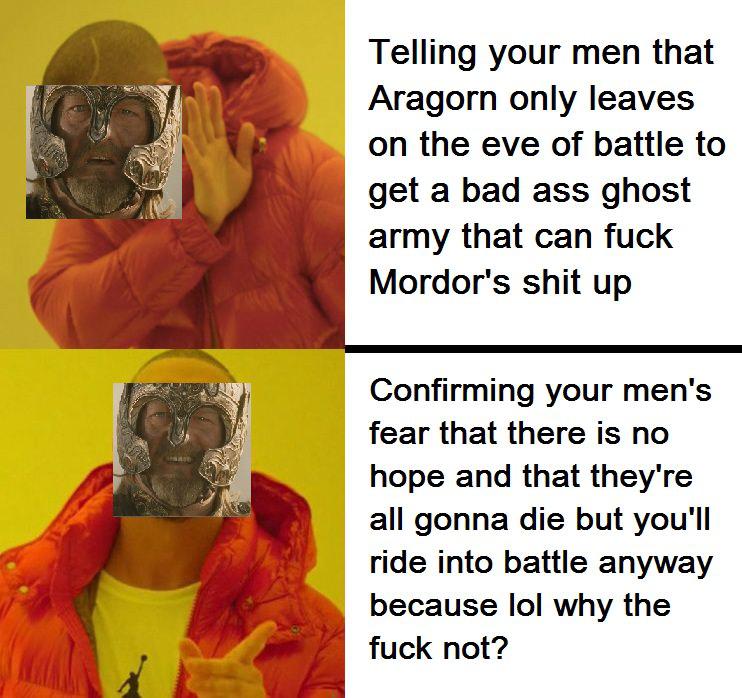 Telling your men that
Aragorn only leaves
on the eve of battle to
get a bad ass ghost
army that can fuck
Mordor's shit up
Confirming your men's
fear that there is no
hope and that they're
all gonna die but you'll
ride into battle anyway
because lol why the
fuck not?